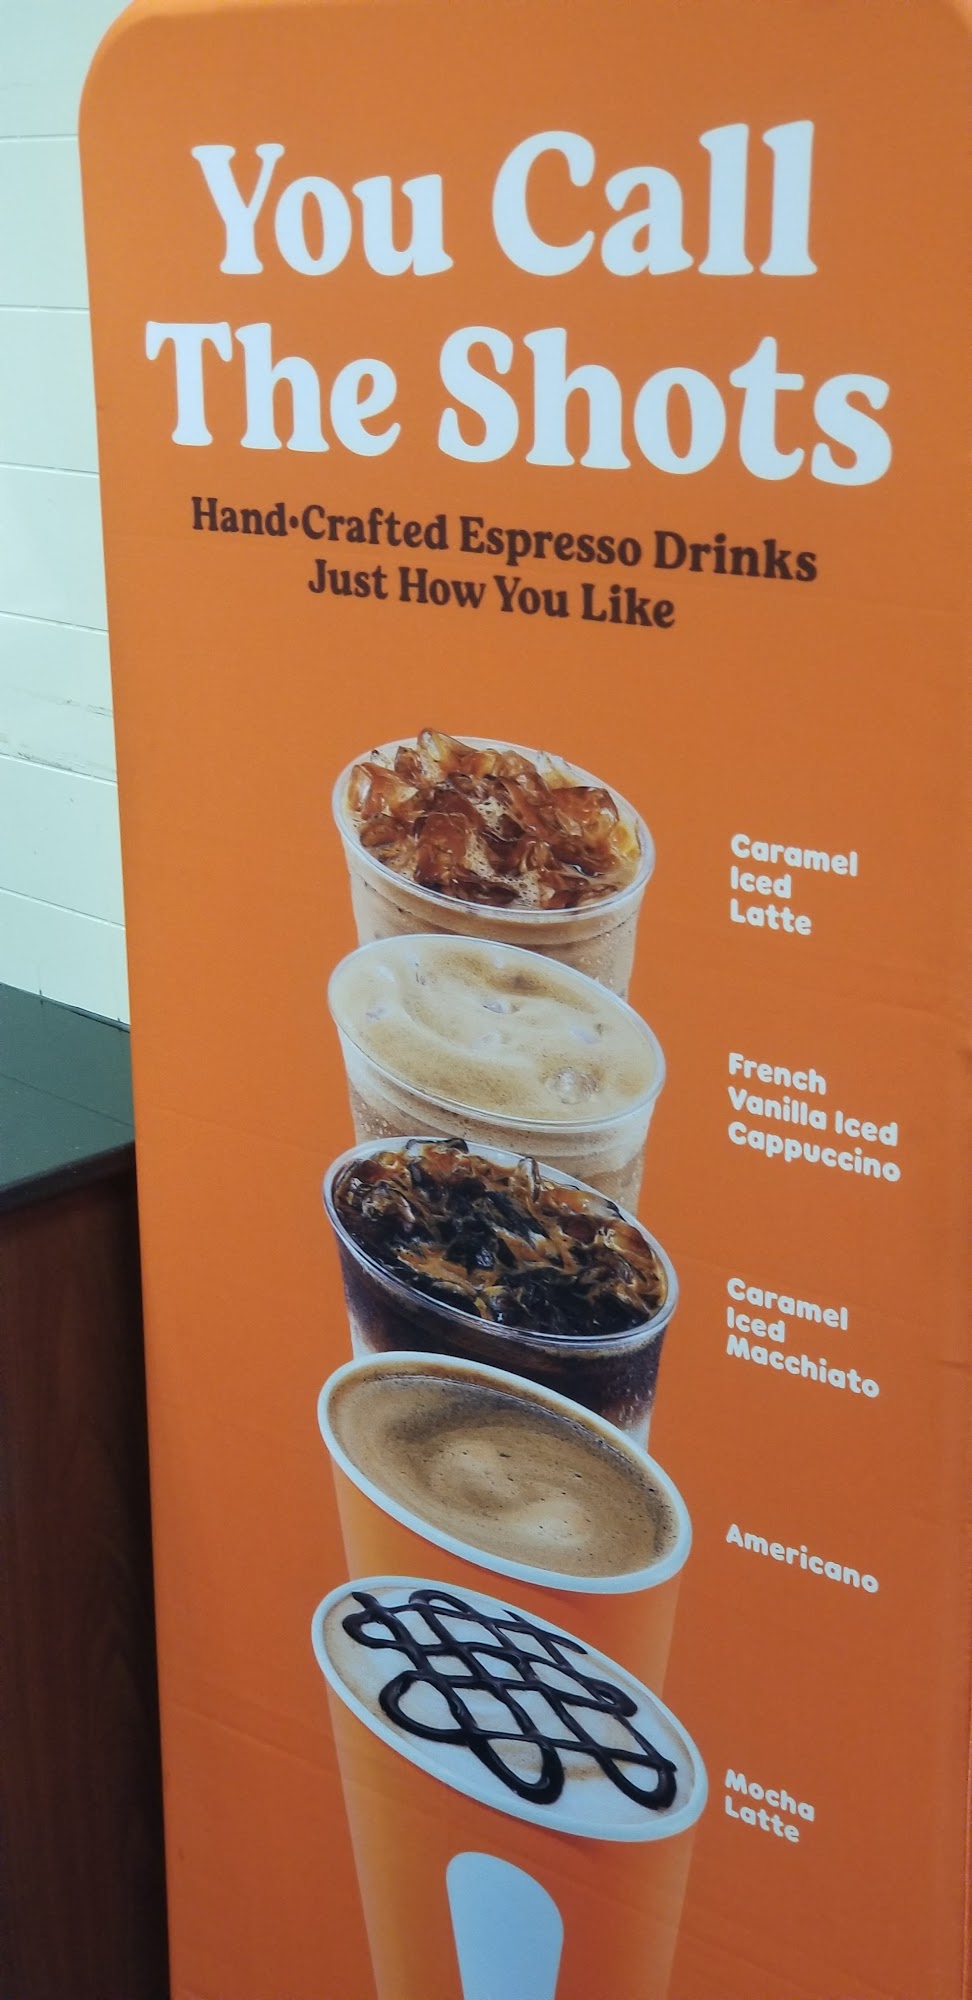 You Call
The Shots
Hand•Crafted Espresso Drinks
Just How You Like
Caramel
Iced
Latte
French
Vanilla Iced
Cappuccino
Caramel
Iced
Macchiato
Americano
Mocha
Latte